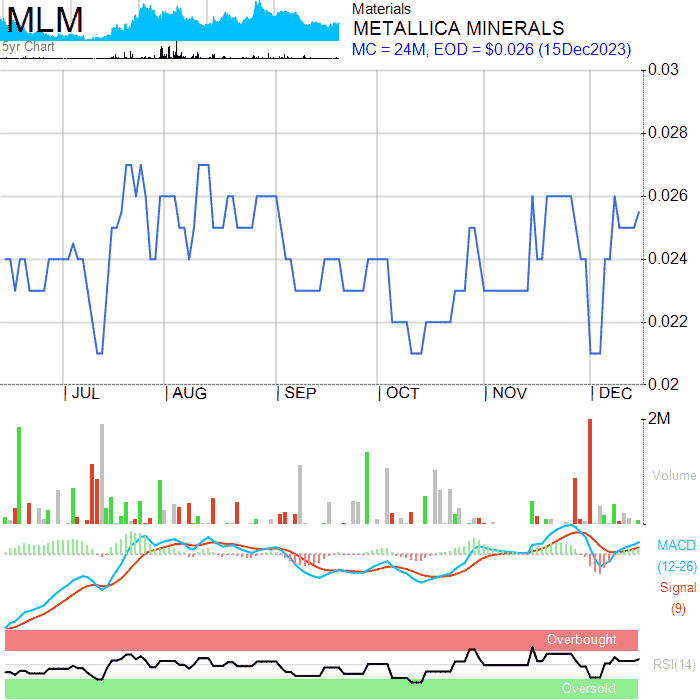 MLM
5yr Chart
Materials
METALLICA MINERALS
MC = 24M, EOD = $0.026 (15Dec2023)
0.03
0.028
0.026
0.024
0.022
0.02
JUL AUG SEP OCT NOV DEC
2M
Volume
MACD
(12-26)
Signal
(9)
Overbought
RSI(14)
Oversold